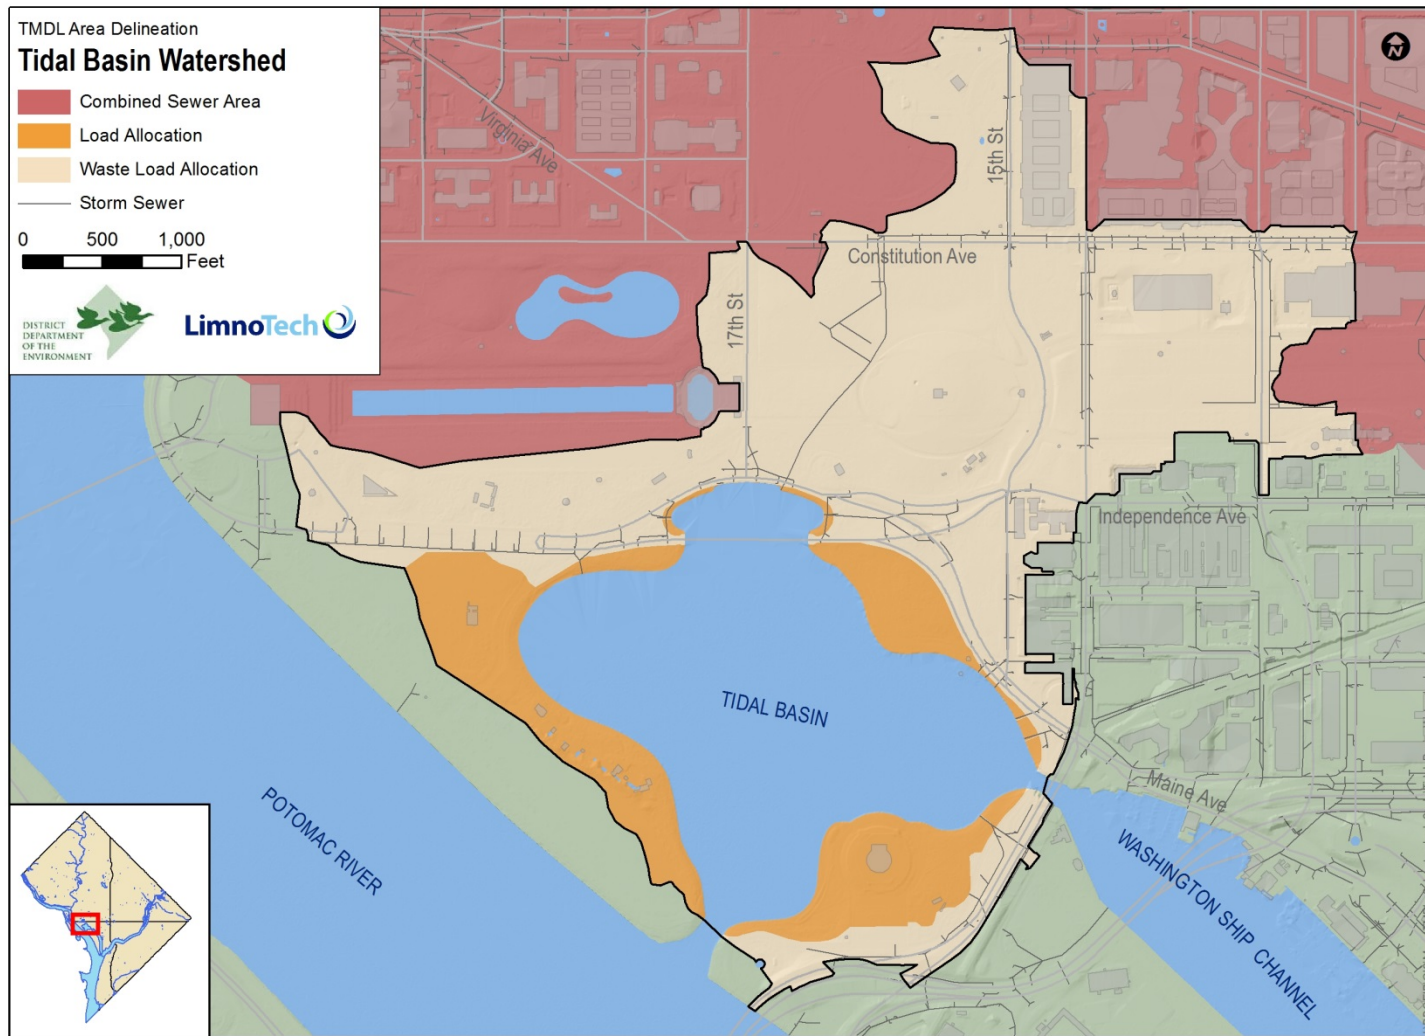 TMDL Area Delineation
Tidal Basin Watershed
Combined Sewer Area
Load Allocation
Waste Load Allocation
Storm Sewer
0 500 1,000
Feet
DISTRICT
DEPARTMENT
OF THE
ENVIRONMENT
LimnoTech
N
Virginia Ave
15th St
Constitution Ave
17th St
Independence Ave
TIDAL BASIN
Maine Ave
POTOMAC RIVER
WASHINGTON SHIP CHANNEL